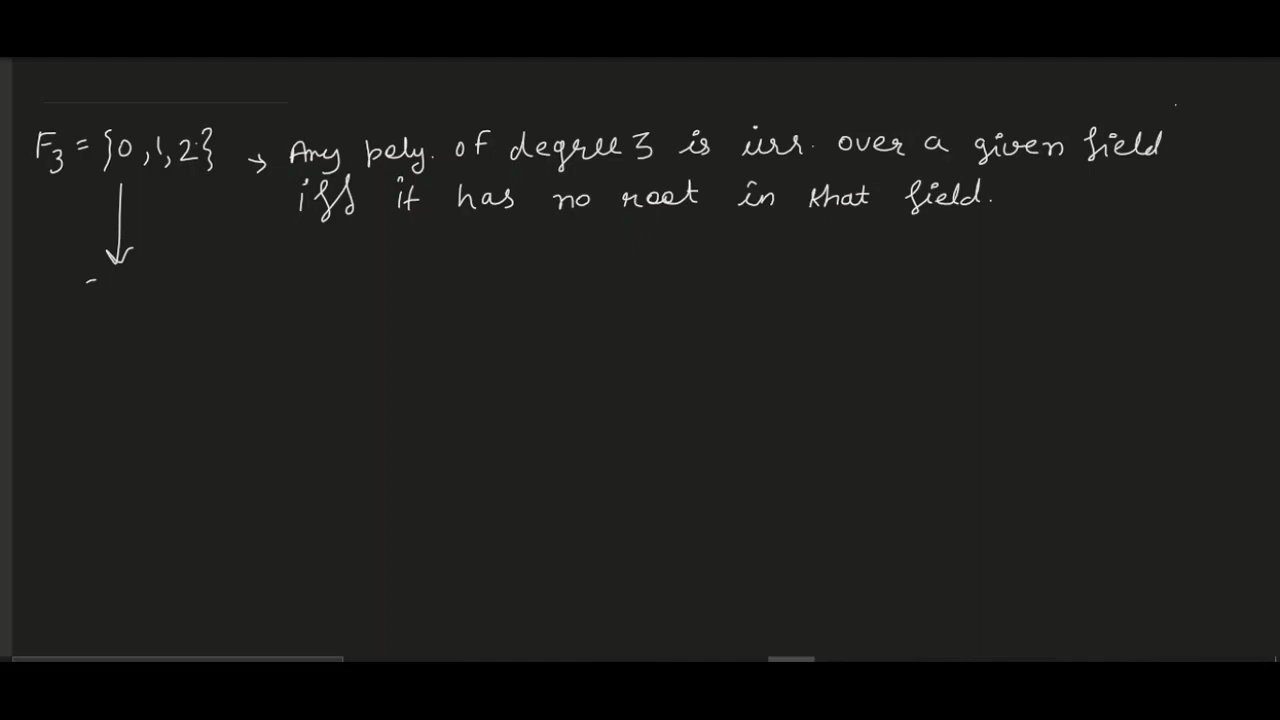 F₃ = {0, 1, 2} → Any poly. of degree 3 is irr. over a given field
iff it has no root in that field.